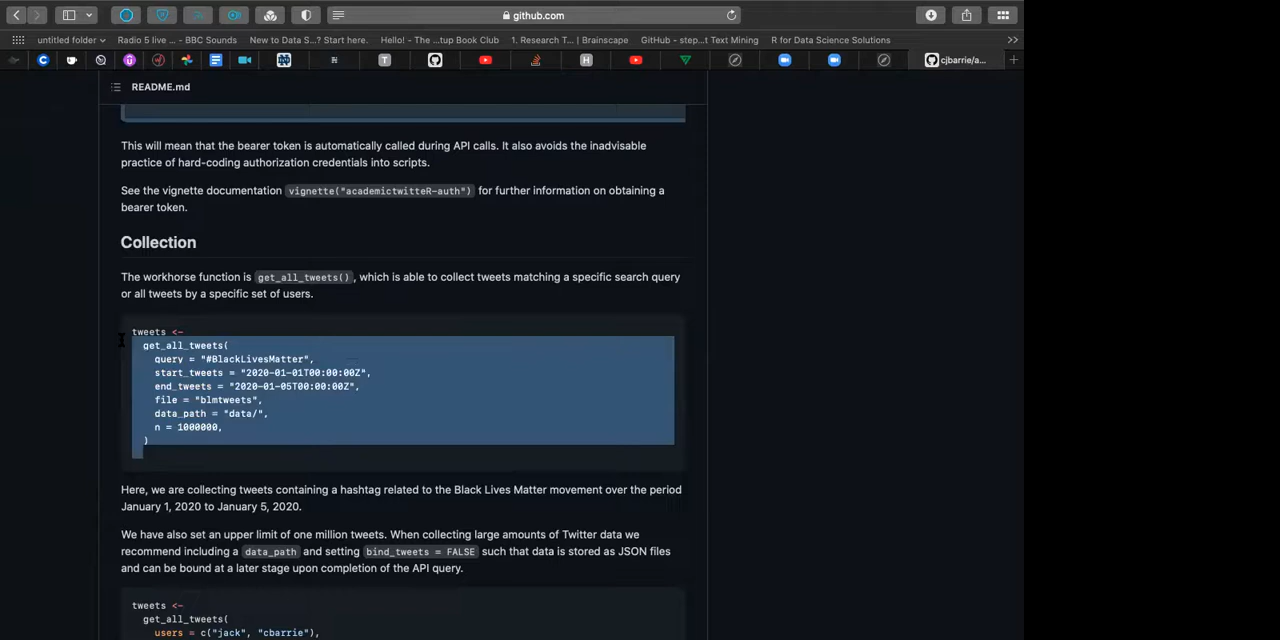 github.com
untitled folder Radio 5 live ... - BBC Sounds New to Data S...? Start here. Hello! - The ...tup Book Club 1. Research T... | Brainscape GitHub - step...t Text Mining R for Data Science Solutions
cjbarrie/a...
README.md
This will mean that the bearer token is automatically called during API calls. It also avoids the inadvisable
practice of hard-coding authorization credentials into scripts.
See the vignette documentation vignette("academictwitteR-auth") for further information on obtaining a
bearer token.
Collection
The workhorse function is get_all_tweets(), which is able to collect tweets matching a specific search query
or all tweets by a specific set of users.
tweets <-
get_all_tweets(
query = "#BlackLivesMatter",
start_tweets = "2020-01-01T00:00:00Z",
end_tweets = "2020-01-05T00:00:00Z",
file = "blmtweets",
data_path = "data/",
n = 1000000,
)
Here, we are collecting tweets containing a hashtag related to the Black Lives Matter movement over the period
January 1, 2020 to January 5, 2020.
We have also set an upper limit of one million tweets. When collecting large amounts of Twitter data we
recommend including a data_path and setting bind_tweets = FALSE such that data is stored as JSON files
and can be bound at a later stage upon completion of the API query.
tweets <-
get_all_tweets(
users = c("jack", "cbarrie"),